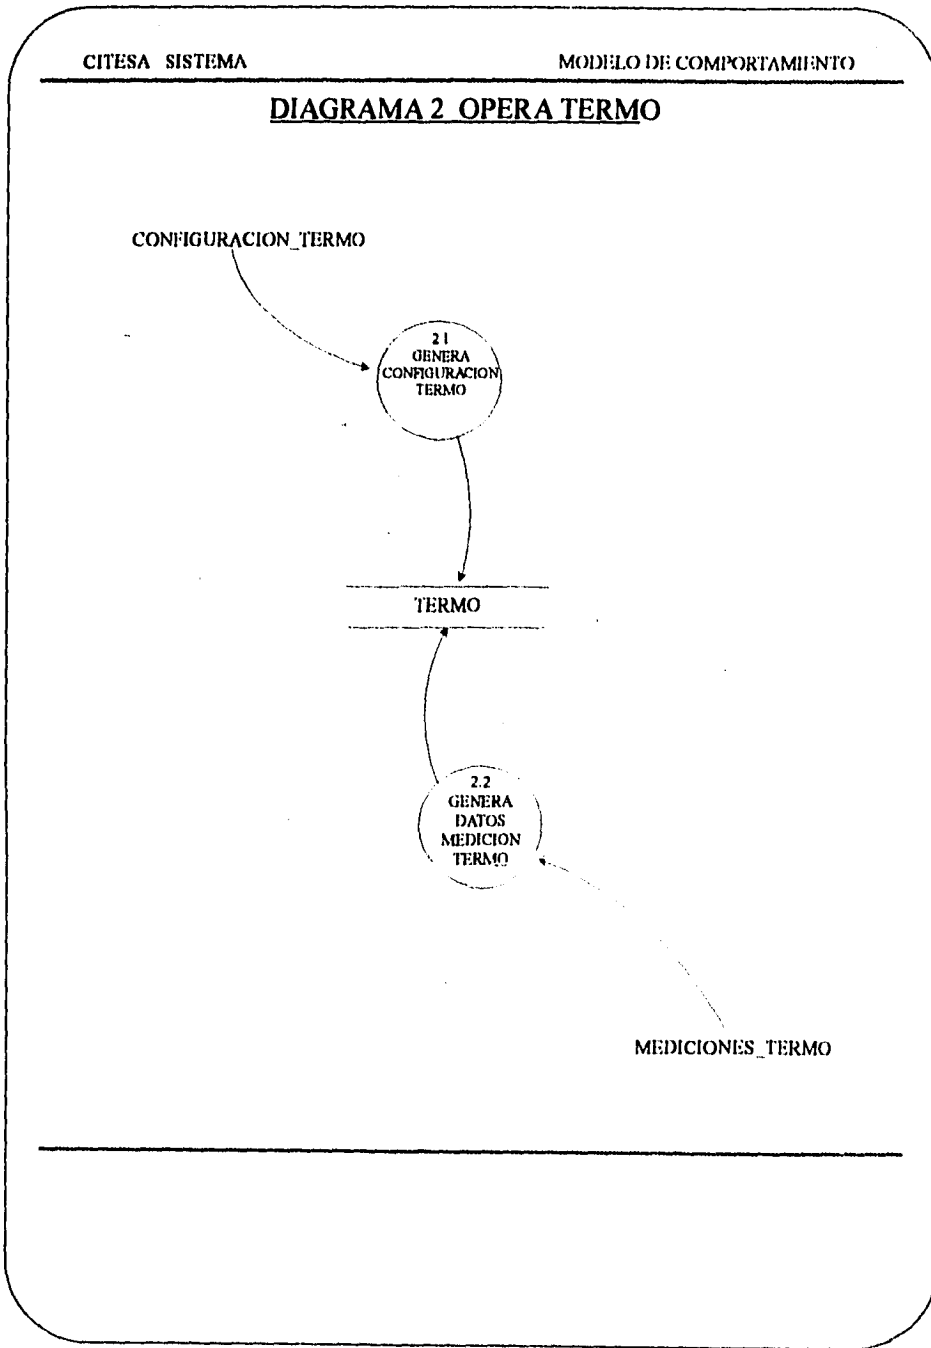 CITESA SISTEMA
MODELO DE COMPORTAMIENTO
DIAGRAMA 2 OPERA TERMO
CONFIGURACION_TERMO
2 1
GENERA
CONFIGURACION
TERMO
TERMO
2.2
GENERA
DATOS
MEDICION
TERMO
MEDICIONES_TERMO